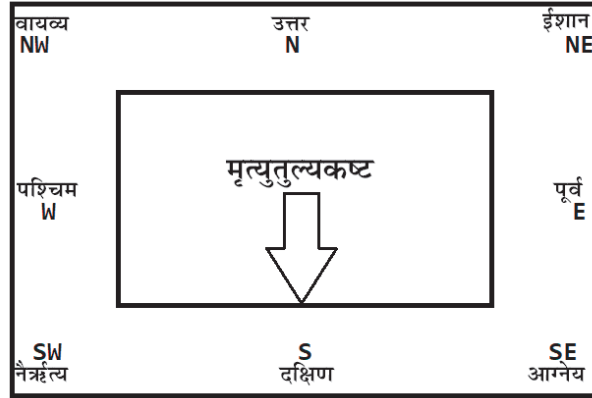 वायव्य उत्तर ईशान
NW N NE
मृत्युतुल्यकष्ट
पश्चिम पूर्व
W E
SW S SE
नैर्ऋत्य दक्षिण आग्नेय